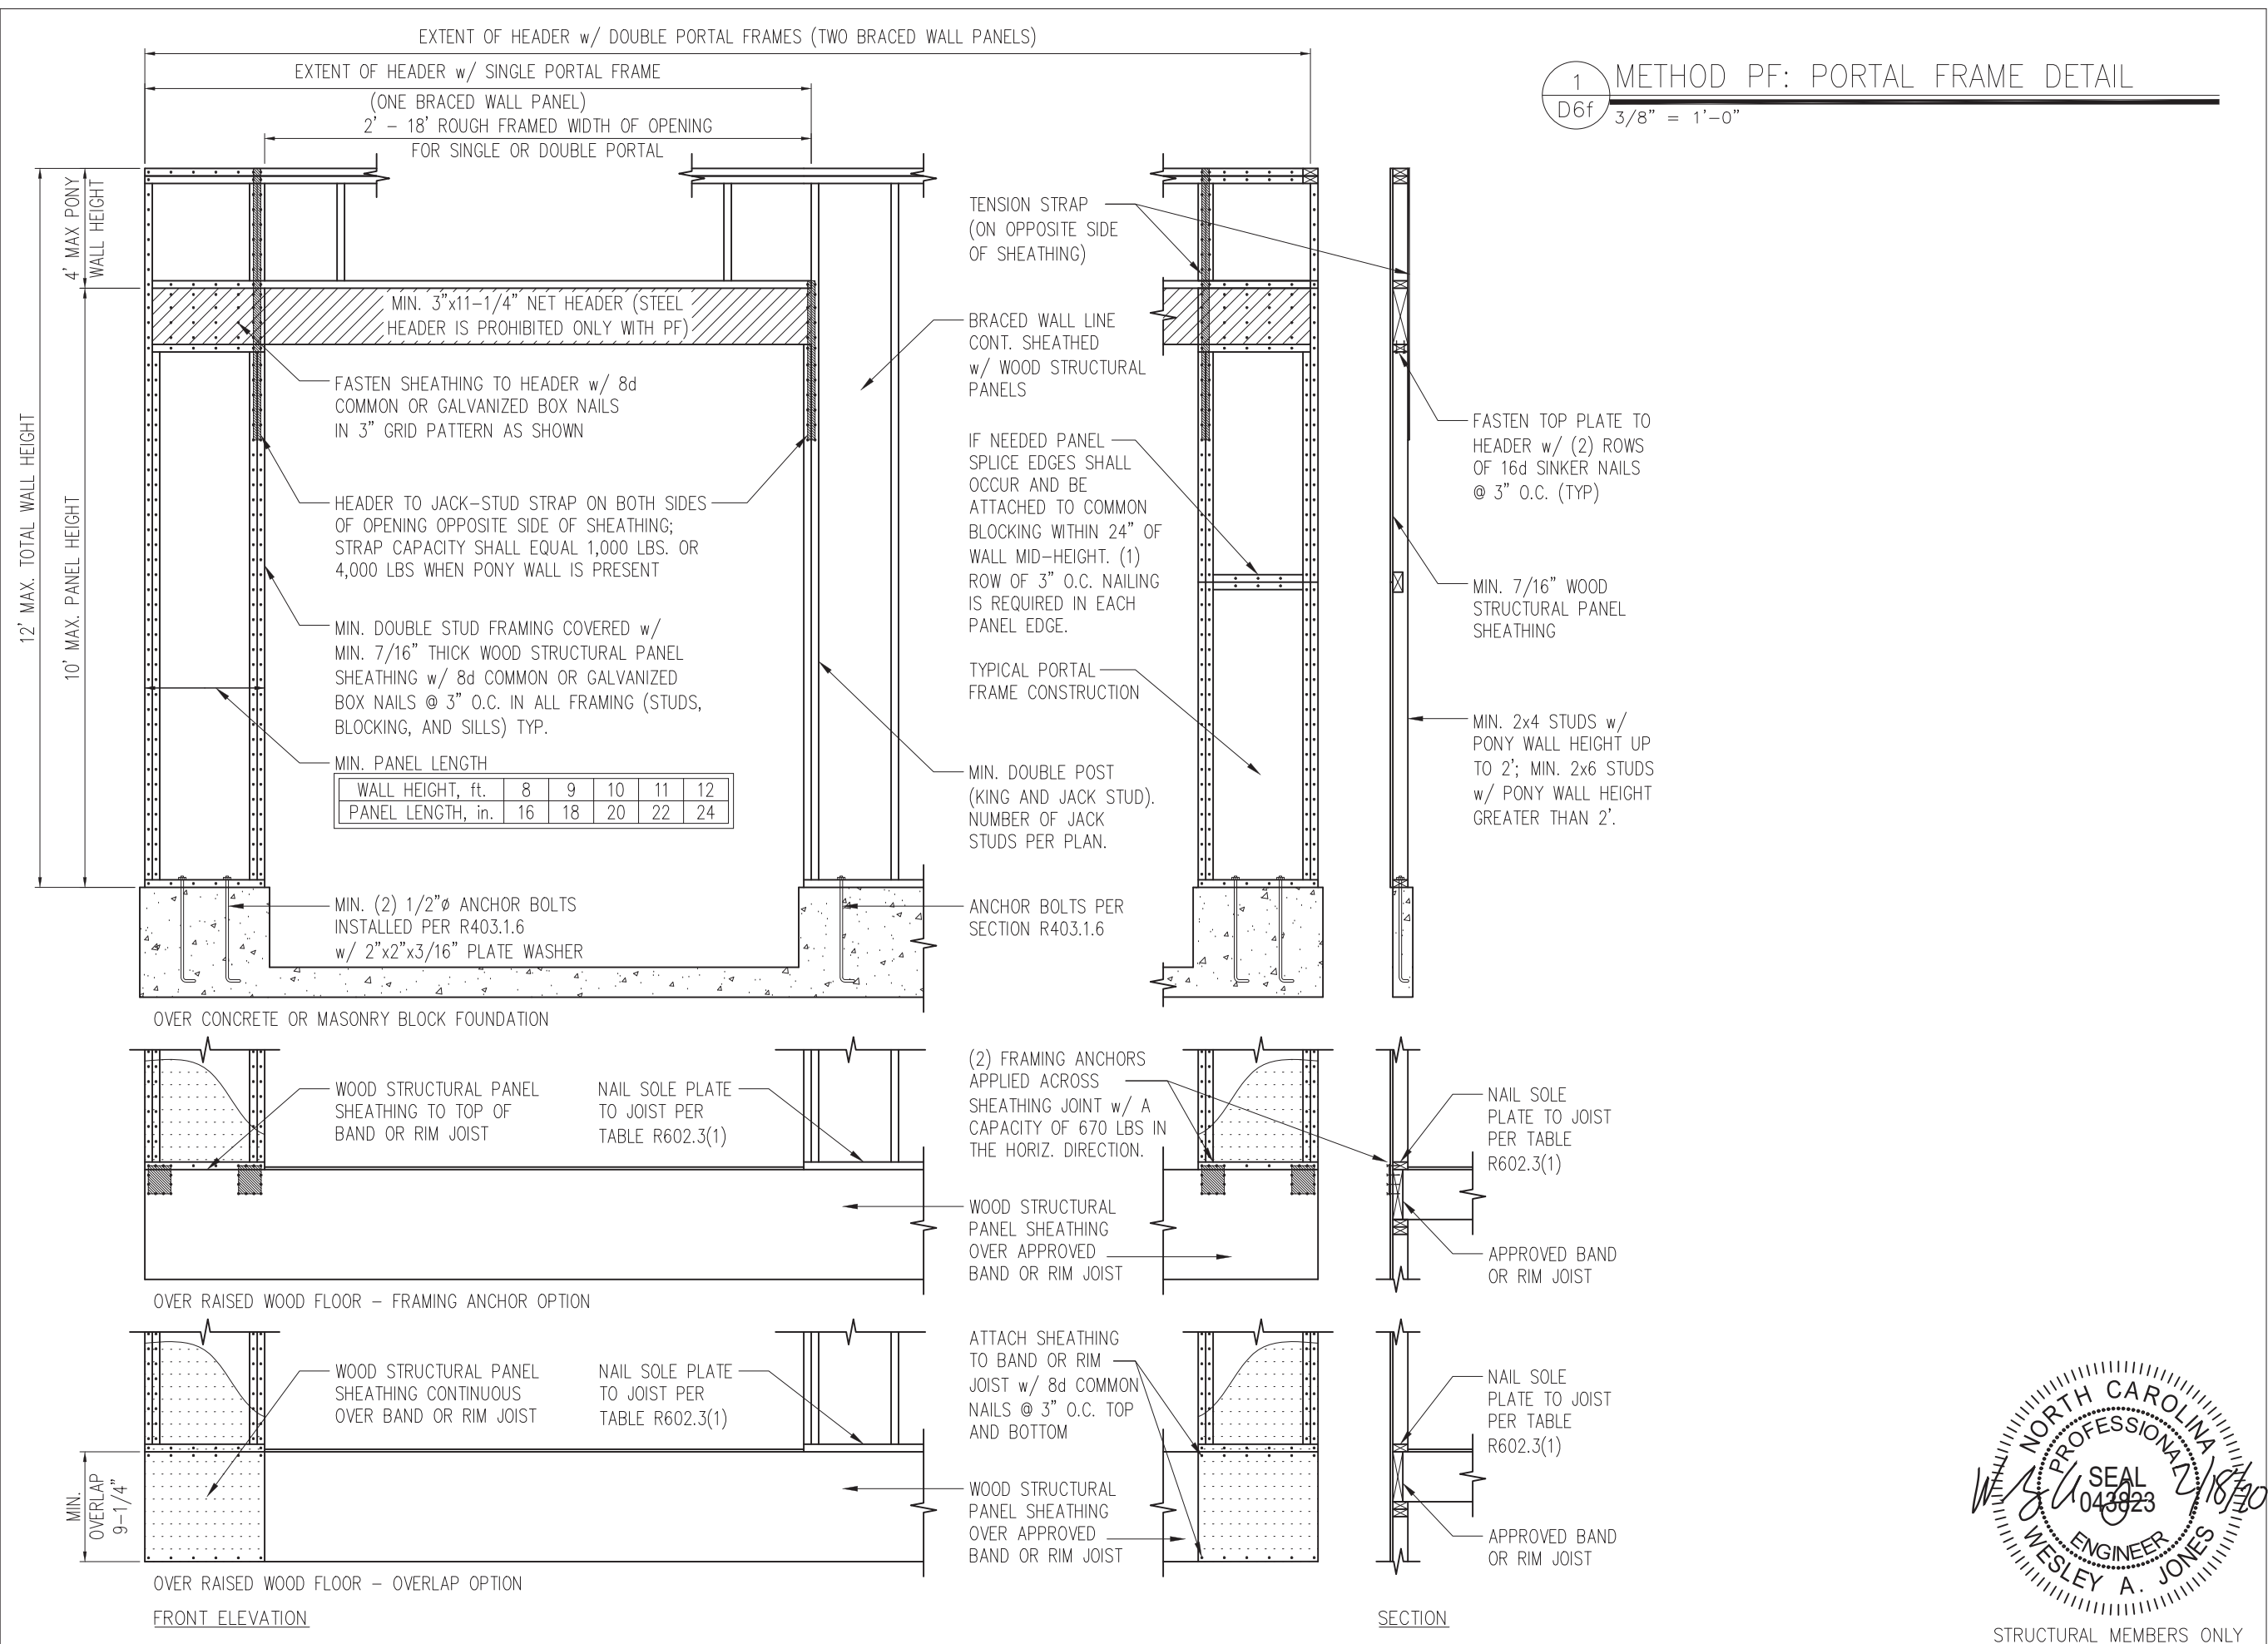 EXTENT OF HEADER w/ DOUBLE PORTAL FRAMES (TWO BRACED WALL PANELS)
EXTENT OF HEADER w/ SINGLE PORTAL FRAME
(ONE BRACED WALL PANEL)
2' – 18' ROUGH FRAMED WIDTH OF OPENING
FOR SINGLE OR DOUBLE PORTAL
1
D6f
METHOD PF: PORTAL FRAME DETAIL
3/8" = 1'-0"
4' MAX PONY
WALL HEIGHT
12' MAX. TOTAL WALL HEIGHT
10' MAX. PANEL HEIGHT
MIN. 3"x11-1/4" NET HEADER (STEEL
HEADER IS PROHIBITED ONLY WITH PF)
FASTEN SHEATHING TO HEADER w/ 8d
COMMON OR GALVANIZED BOX NAILS
IN 3" GRID PATTERN AS SHOWN
HEADER TO JACK-STUD STRAP ON BOTH SIDES
OF OPENING OPPOSITE SIDE OF SHEATHING;
STRAP CAPACITY SHALL EQUAL 1,000 LBS. OR
4,000 LBS WHEN PONY WALL IS PRESENT
MIN. DOUBLE STUD FRAMING COVERED w/
MIN. 7/16" THICK WOOD STRUCTURAL PANEL
SHEATHING w/ 8d COMMON OR GALVANIZED
BOX NAILS @ 3" O.C. IN ALL FRAMING (STUDS,
BLOCKING, AND SILLS) TYP.
MIN. PANEL LENGTH
WALL HEIGHT, ft. 8 9 10 11 12
PANEL LENGTH, in. 16 18 20 22 24
MIN. (2) 1/2"ø ANCHOR BOLTS
INSTALLED PER R403.1.6
w/ 2"x2"x3/16" PLATE WASHER
OVER CONCRETE OR MASONRY BLOCK FOUNDATION
TENSION STRAP
(ON OPPOSITE SIDE
OF SHEATHING)
BRACED WALL LINE
CONT. SHEATHED
w/ WOOD STRUCTURAL
PANELS
IF NEEDED PANEL
SPLICE EDGES SHALL
OCCUR AND BE
ATTACHED TO COMMON
BLOCKING WITHIN 24" OF
WALL MID-HEIGHT. (1)
ROW OF 3" O.C. NAILING
IS REQUIRED IN EACH
PANEL EDGE.
TYPICAL PORTAL
FRAME CONSTRUCTION
MIN. DOUBLE POST
(KING AND JACK STUD).
NUMBER OF JACK
STUDS PER PLAN.
ANCHOR BOLTS PER
SECTION R403.1.6
FASTEN TOP PLATE TO
HEADER w/ (2) ROWS
OF 16d SINKER NAILS
@ 3" O.C. (TYP)
MIN. 7/16" WOOD
STRUCTURAL PANEL
SHEATHING
MIN. 2x4 STUDS w/
PONY WALL HEIGHT UP
TO 2'; MIN. 2x6 STUDS
w/ PONY WALL HEIGHT
GREATER THAN 2'.
WOOD STRUCTURAL PANEL
SHEATHING TO TOP OF
BAND OR RIM JOIST
NAIL SOLE PLATE
TO JOIST PER
TABLE R602.3(1)
(2) FRAMING ANCHORS
APPLIED ACROSS
SHEATHING JOINT w/ A
CAPACITY OF 670 LBS IN
THE HORIZ. DIRECTION.
WOOD STRUCTURAL
PANEL SHEATHING
OVER APPROVED
BAND OR RIM JOIST
NAIL SOLE
PLATE TO JOIST
PER TABLE
R602.3(1)
APPROVED BAND
OR RIM JOIST
OVER RAISED WOOD FLOOR – FRAMING ANCHOR OPTION
MIN.
OVERLAP
9-1/4"
WOOD STRUCTURAL PANEL
SHEATHING CONTINUOUS
OVER BAND OR RIM JOIST
NAIL SOLE PLATE
TO JOIST PER
TABLE R602.3(1)
ATTACH SHEATHING
TO BAND OR RIM
JOIST w/ 8d COMMON
NAILS @ 3" O.C. TOP
AND BOTTOM
WOOD STRUCTURAL
PANEL SHEATHING
OVER APPROVED
BAND OR RIM JOIST
NAIL SOLE
PLATE TO JOIST
PER TABLE
R602.3(1)
APPROVED BAND
OR RIM JOIST
OVER RAISED WOOD FLOOR – OVERLAP OPTION
FRONT ELEVATION
SECTION
NORTH CAROLINA
PROFESSIONAL
SEAL
043823
2/18/20
ENGINEER
WESLEY A. JONES
STRUCTURAL MEMBERS ONLY